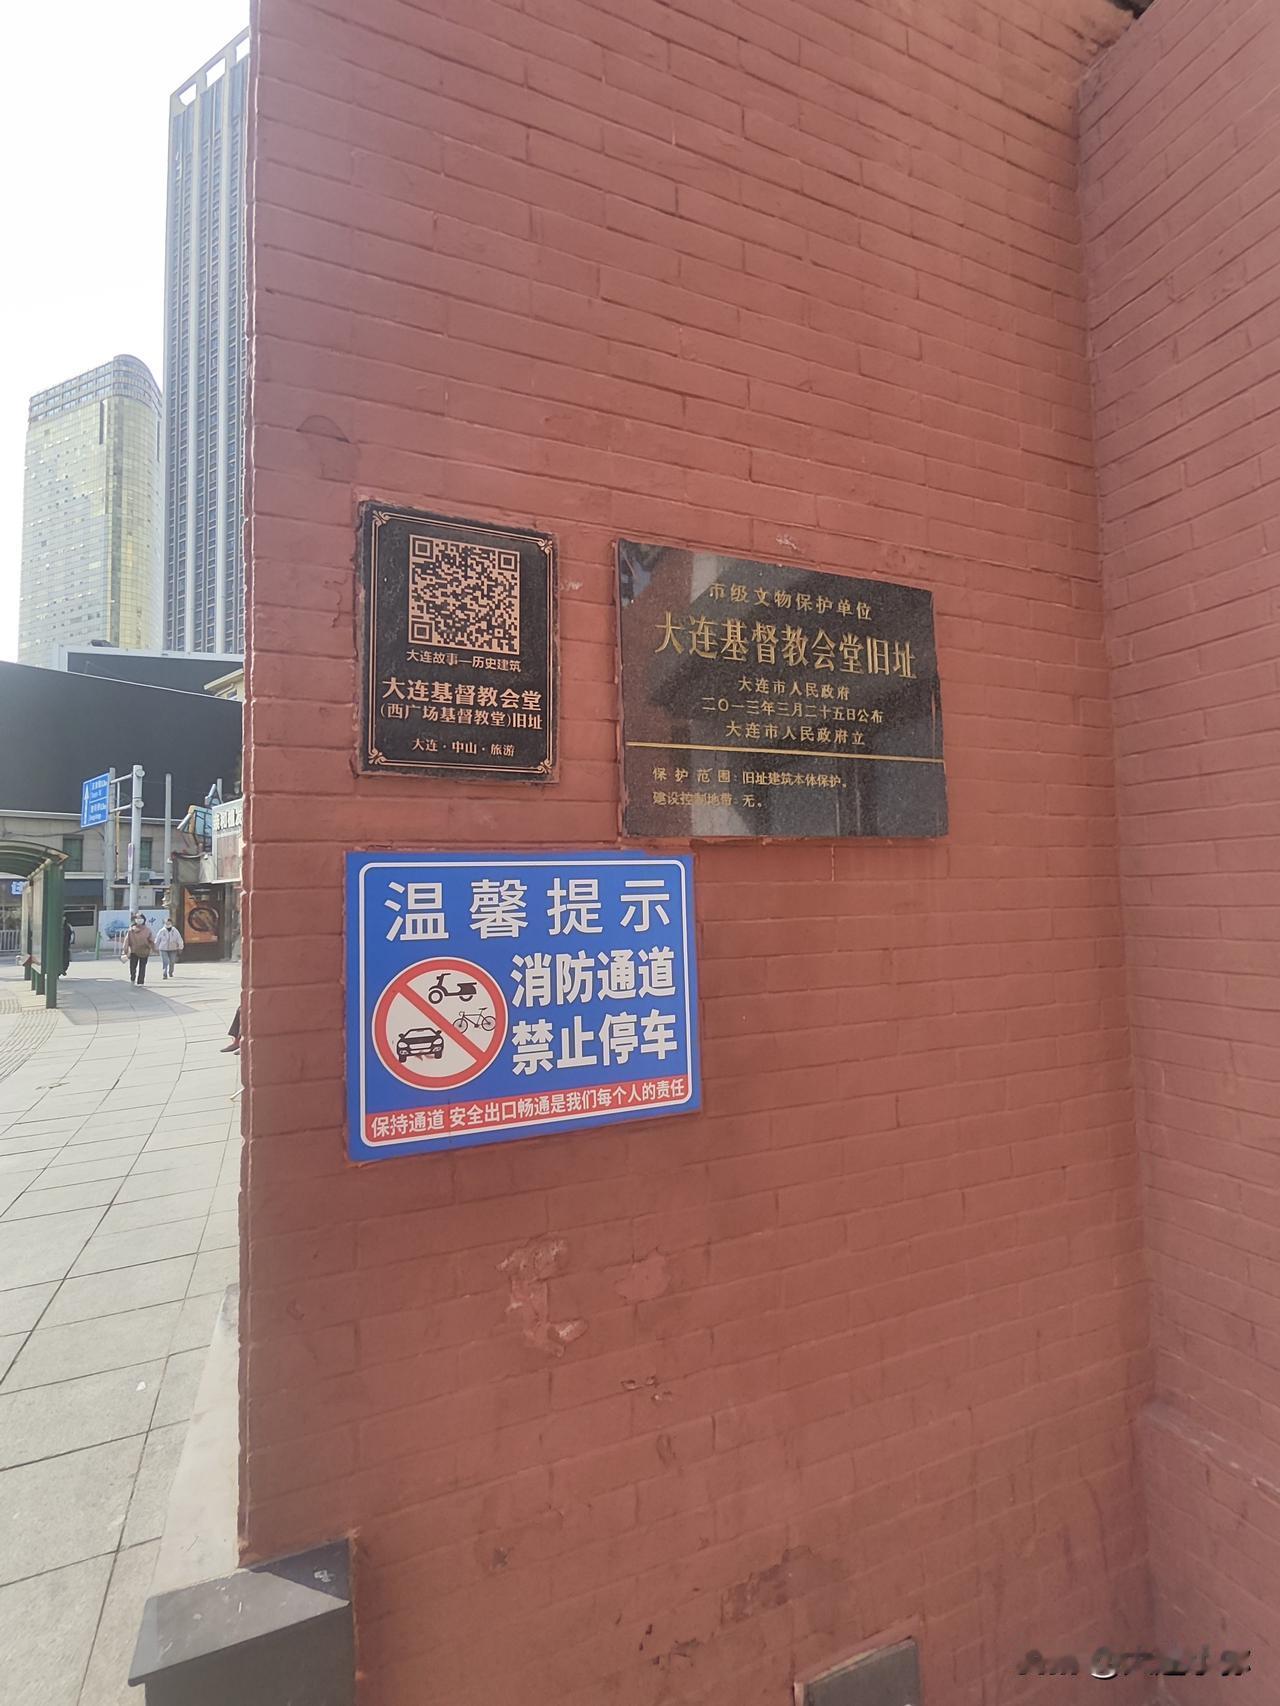 大连故事—历史建筑
大连基督教会堂
(西广场基督教堂)旧址
大连·中山·旅游
市级文物保护单位
大连基督教会堂旧址
大连市人民政府
二〇一三年三月二十五日公布
大连市人民政府立
保护范围:旧址建筑本体保护。
建设控制地带:无。
温馨提示
消防通道
禁止停车
保持通道 安全出口畅通是我们每个人的责任